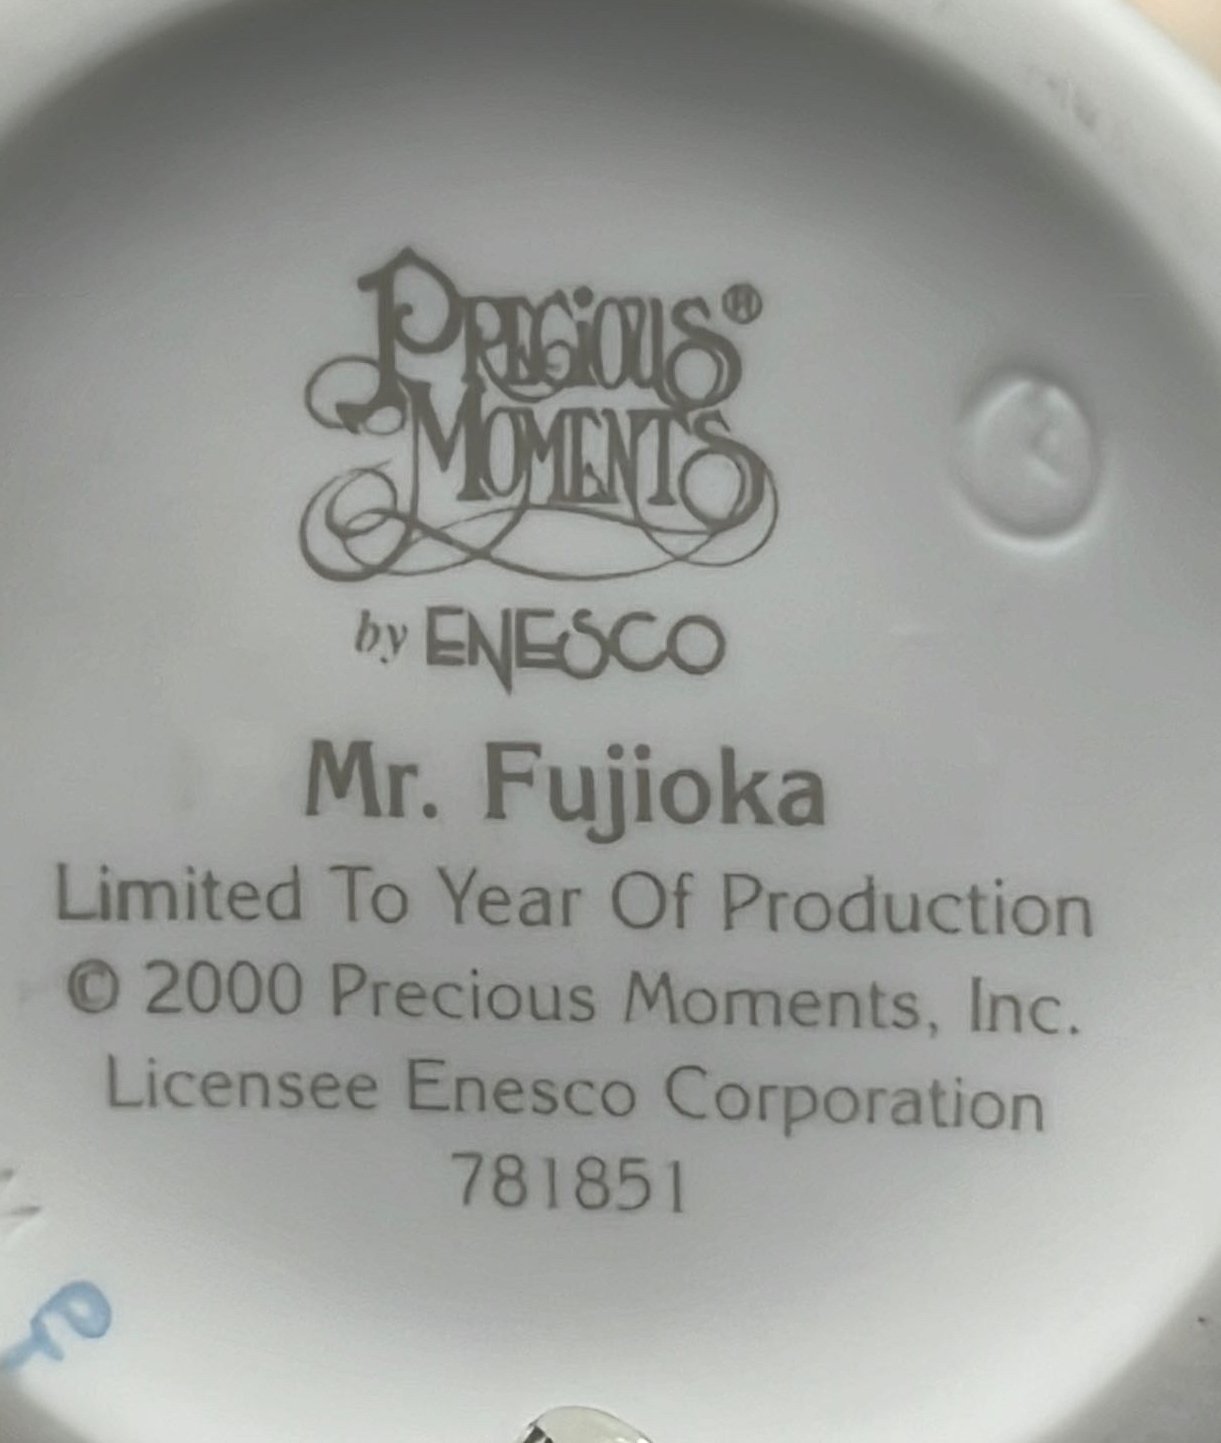 PRECIOUS®
MOMENTS
by ENESCO
Mr. Fujioka
Limited To Year Of Production
© 2000 Precious Moments, Inc.
Licensee Enesco Corporation
781851